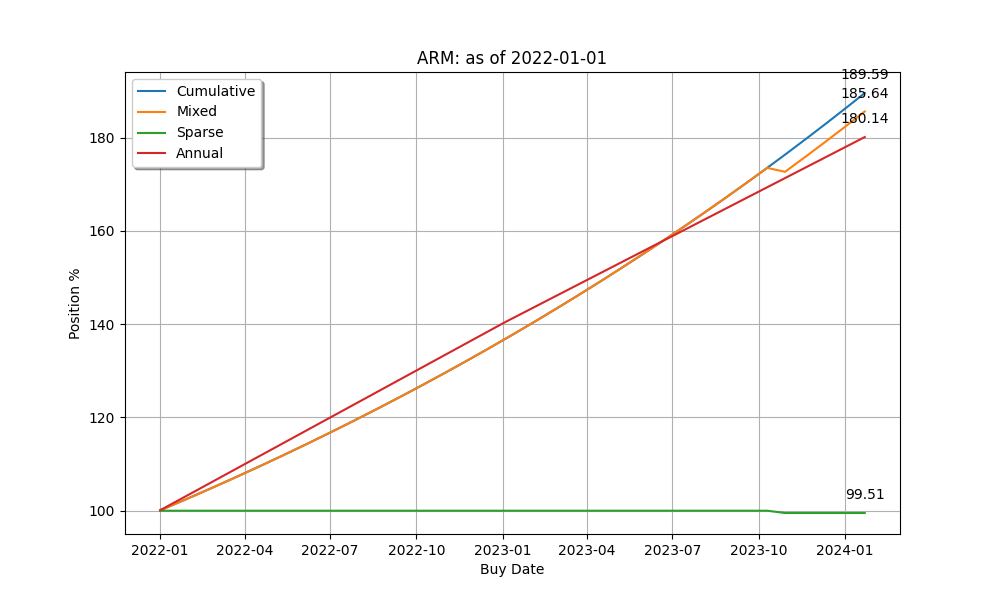 ARM: as of 2022-01-01
189.59
185.64
180.14
99.51
Cumulative
Mixed
Sparse
Annual
Position %
180
160
140
120
100
2022-01
2022-04
2022-07
2022-10
2023-01
2023-04
2023-07
2023-10
2024-01
Buy Date